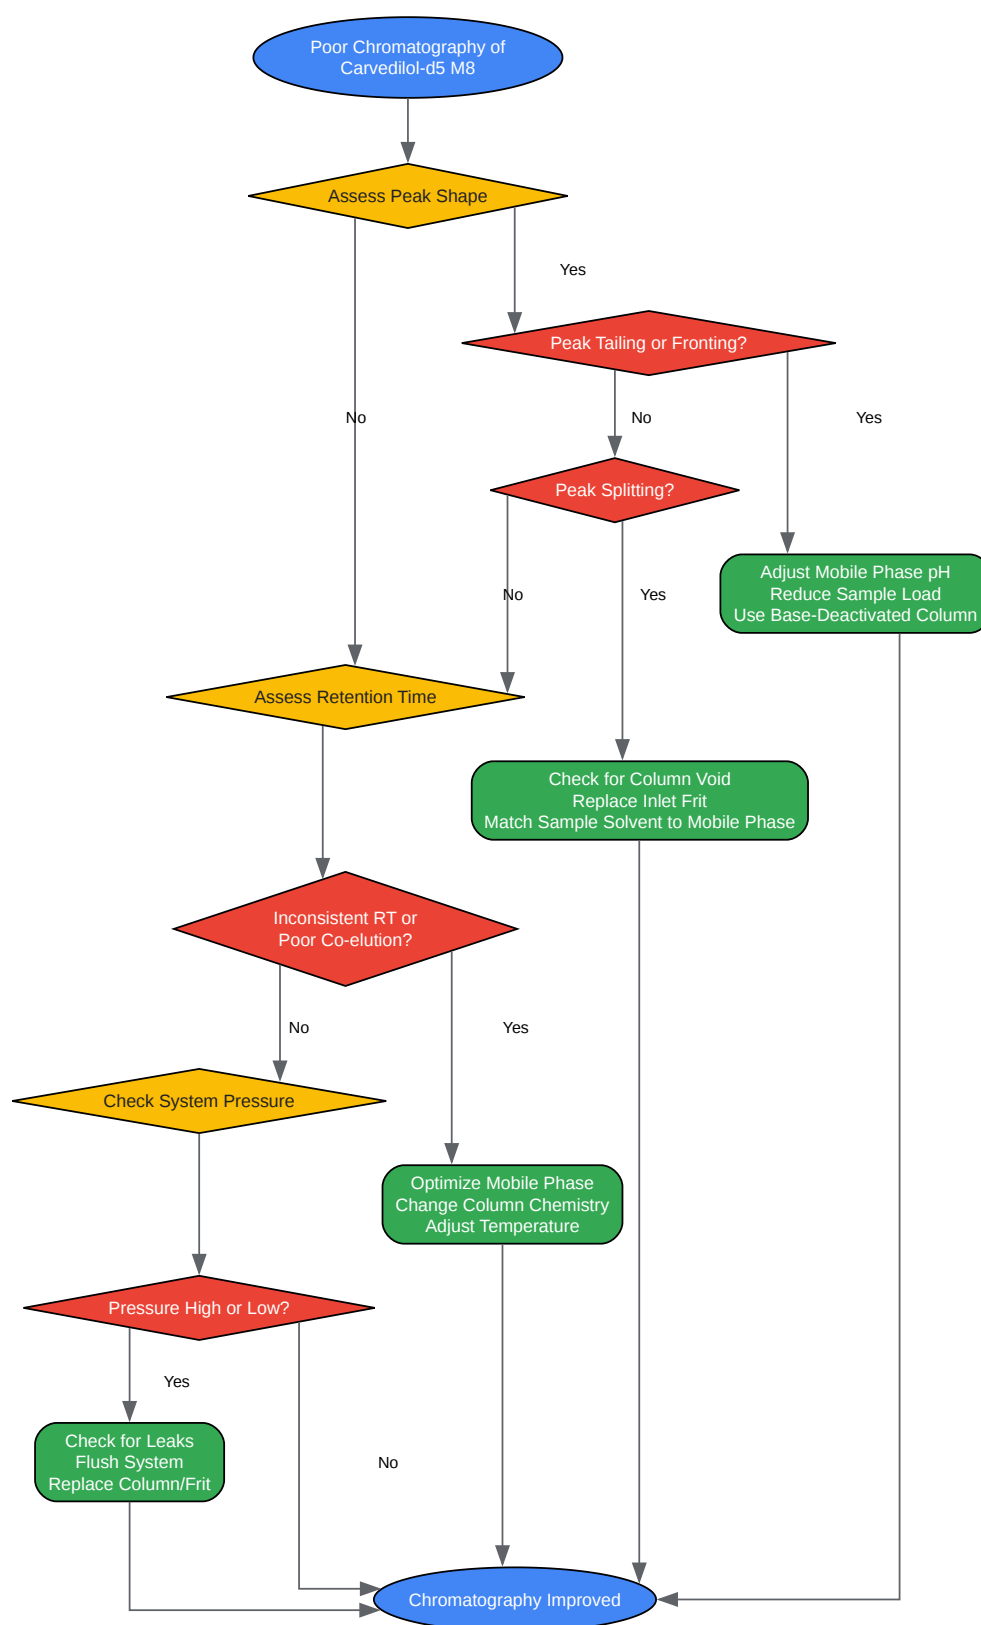 Poor Chromatography of
Carvedilol-d5 M8
Assess Peak Shape
Yes
Peak Tailing or Fronting?
No
No
Yes
Peak Splitting?
Adjust Mobile Phase pH
Reduce Sample Load
Use Base-Deactivated Column
No
Yes
Assess Retention Time
Check for Column Void
Replace Inlet Frit
Match Sample Solvent to Mobile Phase
Inconsistent RT or
Poor Co-elution?
No
Yes
Check System Pressure
Optimize Mobile Phase
Change Column Chemistry
Adjust Temperature
Pressure High or Low?
Yes
Check for Leaks
Flush System
Replace Column/Frit
No
Chromatography Improved